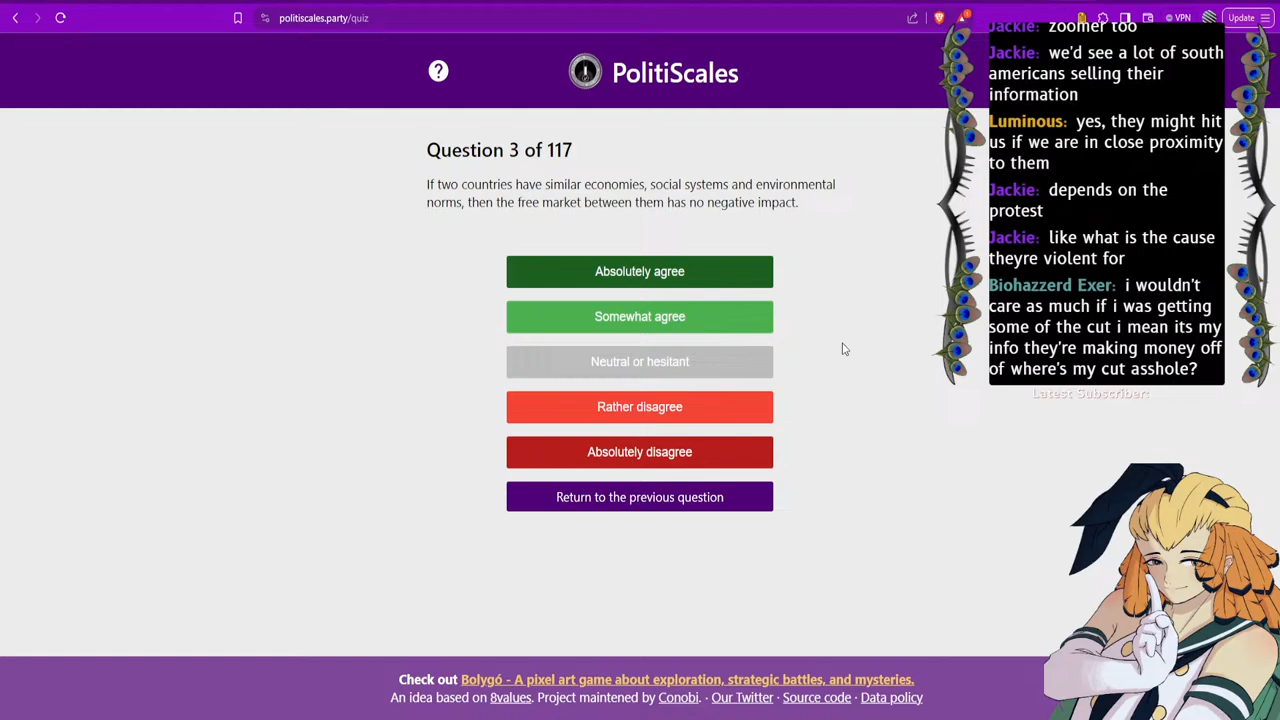 politiscales.party/quiz
VPN
Update
PolitiScales
Question 3 of 117
If two countries have similar economies, social systems and environmental
norms, then the free market between them has no negative impact.
Absolutely agree
Somewhat agree
Neutral or hesitant
Rather disagree
Absolutely disagree
Return to the previous question
Check out Bolygó - A pixel art game about exploration, strategic battles, and mysteries.
An idea based on 8values. Project maintened by Conobi. · Our Twitter · Source code · Data policy
Jackie: zoomer too
Jackie: we'd see a lot of south
americans selling their
information
Luminous: yes, they might hit
us if we are in close proximity
to them
Jackie: depends on the
protest
Jackie: like what is the cause
theyre violent for
Biohazzerd Exer: i wouldn't
care as much if i was getting
some of the cut i mean its my
info they're making money off
of where's my cut asshole?
Latest Subscriber: